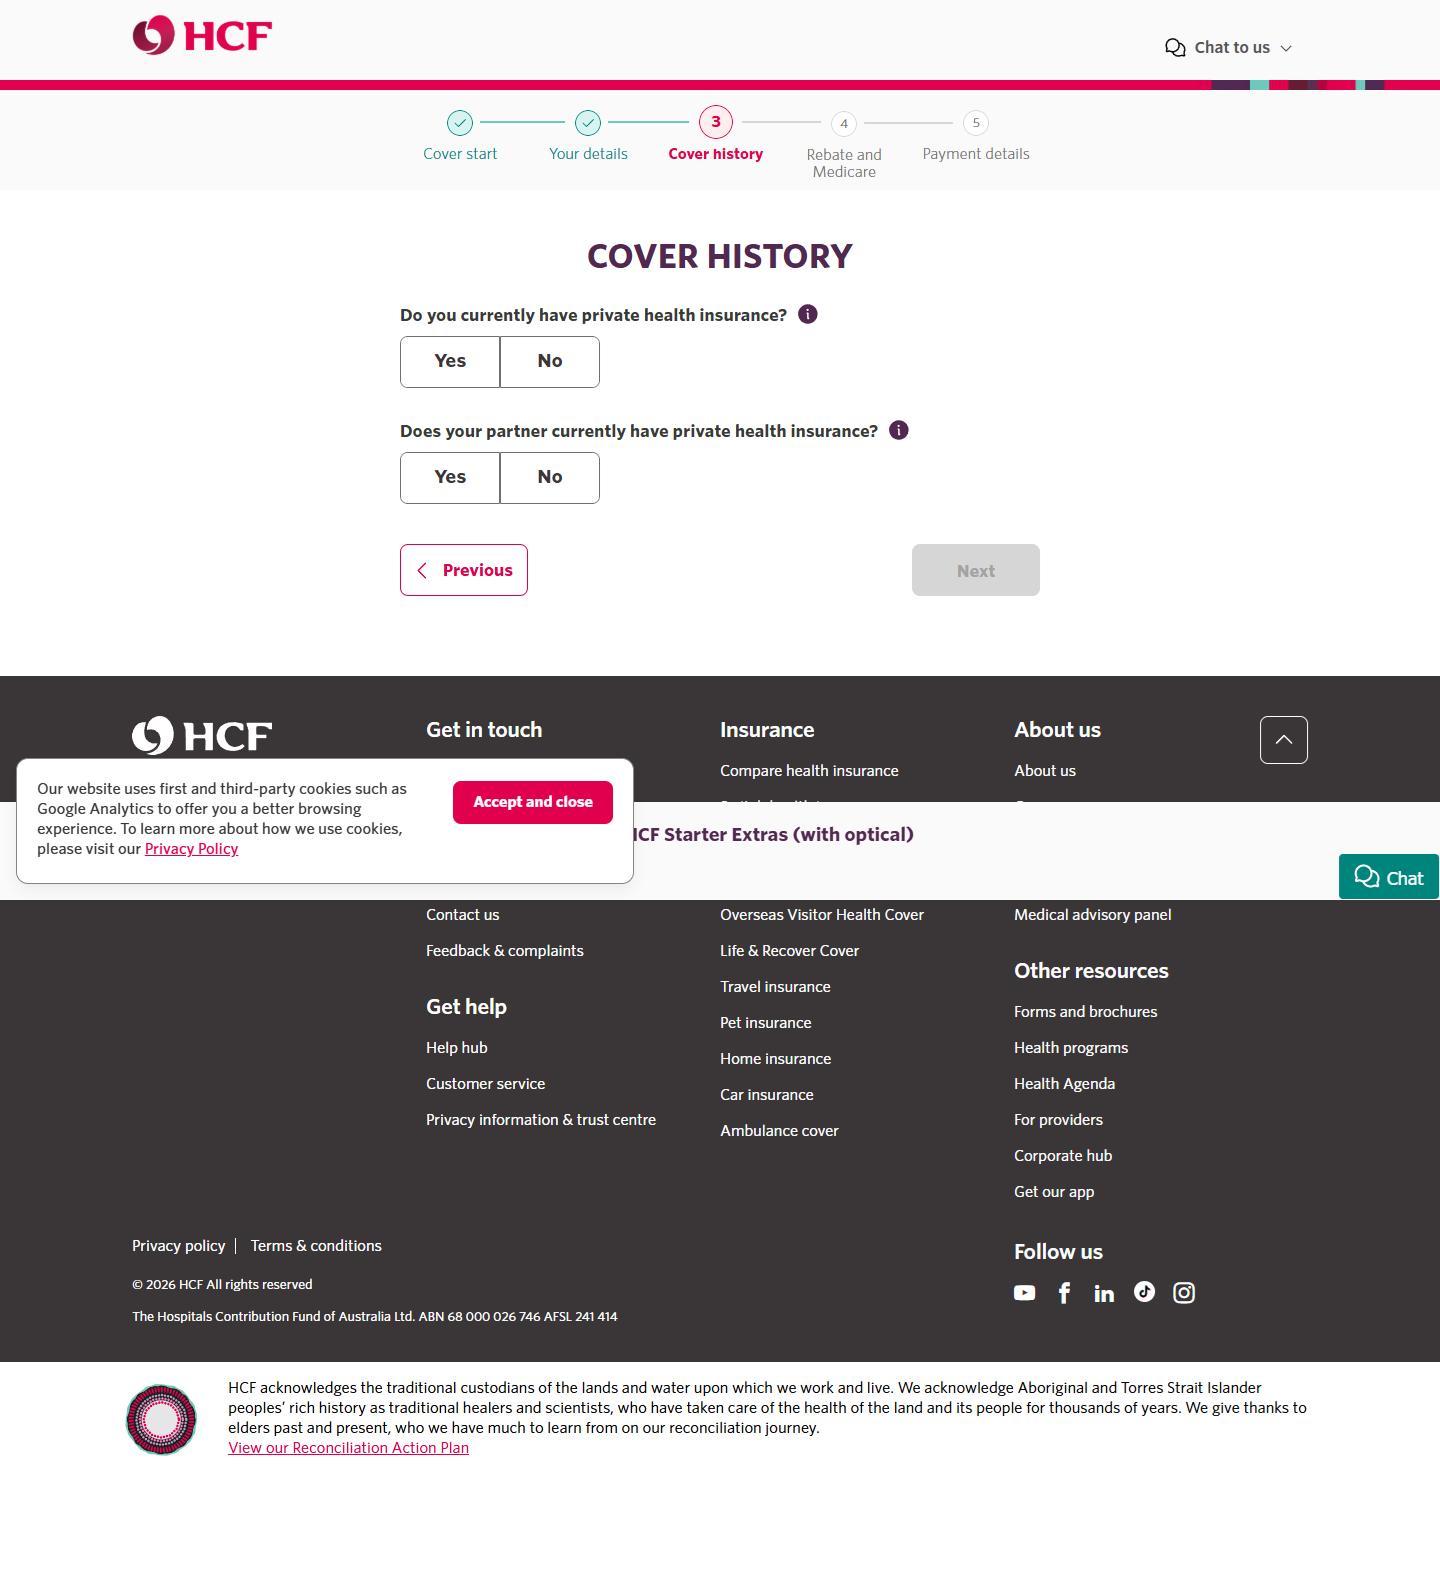 HCF
Chat to us
3
4
5
Cover start
Your details
Cover history
Rebate and
Medicare
Payment details
COVER HISTORY
Do you currently have private health insurance?
Yes
No
Does your partner currently have private health insurance?
Yes
No
Previous
Next
HCF
Get in touch
Insurance
About us
Compare health insurance
About us
Our website uses first and third-party cookies such as
Google Analytics to offer you a better browsing
experience. To learn more about how we use cookies,
please visit our Privacy Policy
Accept and close
HCF Starter Extras (with optical)
Chat
Contact us
Feedback & complaints
Get help
Help hub
Customer service
Privacy information & trust centre
Overseas Visitor Health Cover
Life & Recover Cover
Travel insurance
Pet insurance
Home insurance
Car insurance
Ambulance cover
Medical advisory panel
Other resources
Forms and brochures
Health programs
Health Agenda
For providers
Corporate hub
Get our app
Privacy policy
Terms & conditions
© 2026 HCF All rights reserved
The Hospitals Contribution Fund of Australia Ltd. ABN 68 000 026 746 AFSL 241 414
Follow us
HCF acknowledges the traditional custodians of the lands and water upon which we work and live. We acknowledge Aboriginal and Torres Strait Islander
peoples’ rich history as traditional healers and scientists, who have taken care of the health of the land and its people for thousands of years. We give thanks to
elders past and present, who we have much to learn from on our reconciliation journey.
View our Reconciliation Action Plan